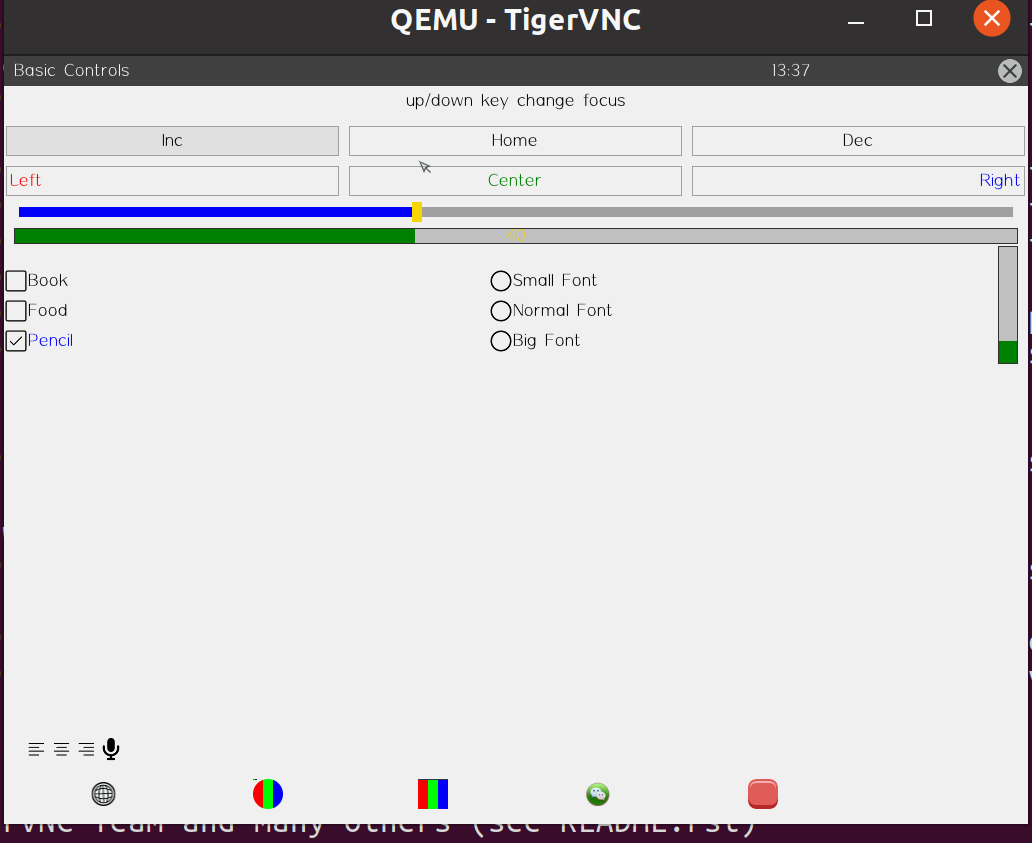 QEMU - TigerVNC
Basic Controls 13:37
up/down key change focus
Inc Home Dec
Left Center Right
40
Book Small Font
Food Normal Font
Pencil Big Font
rVNC Team and many others (see README.rst)